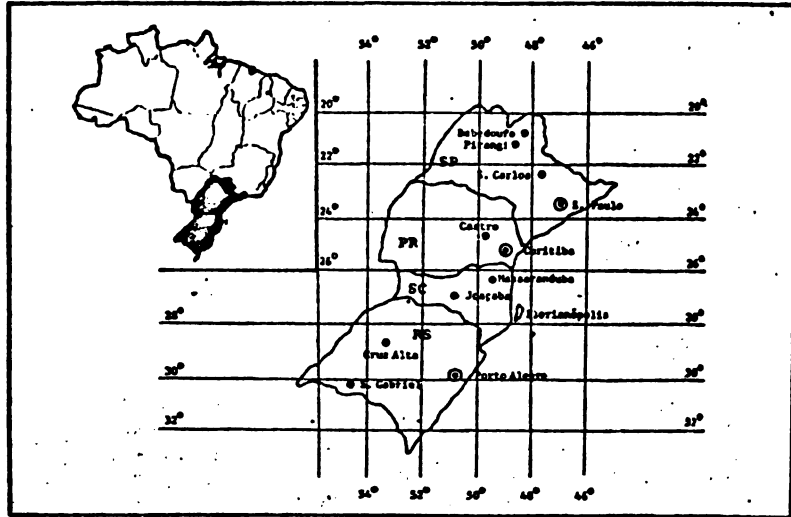 54° 52° 50° 48° 46°
20° 20°
Bebedouro
Pirangi
SP
22° 22°
S. Carlos
S. Paulo
24° 24°
Castro
PR
Curitiba
26° 26°
Massaranduba
SC
Joaçaba
Florianópolis
28° 28°
RS
Cruz Alta
30° 30°
S. Gabriel
Porto Alegre
32° 32°
54° 52° 50° 48° 46°